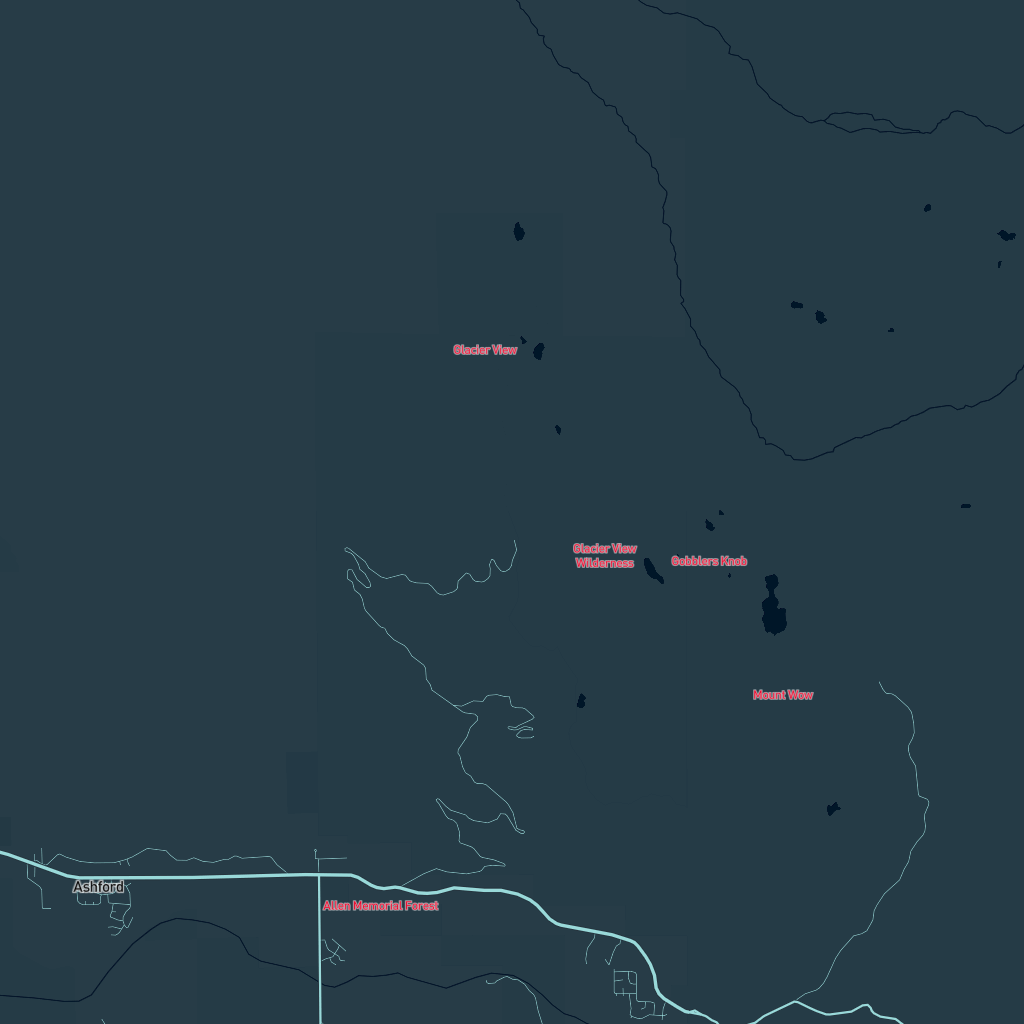 Glacier View
Glacier View
Wilderness
Gobblers Knob
Mount Wow
Ashford
Allen Memorial Forest